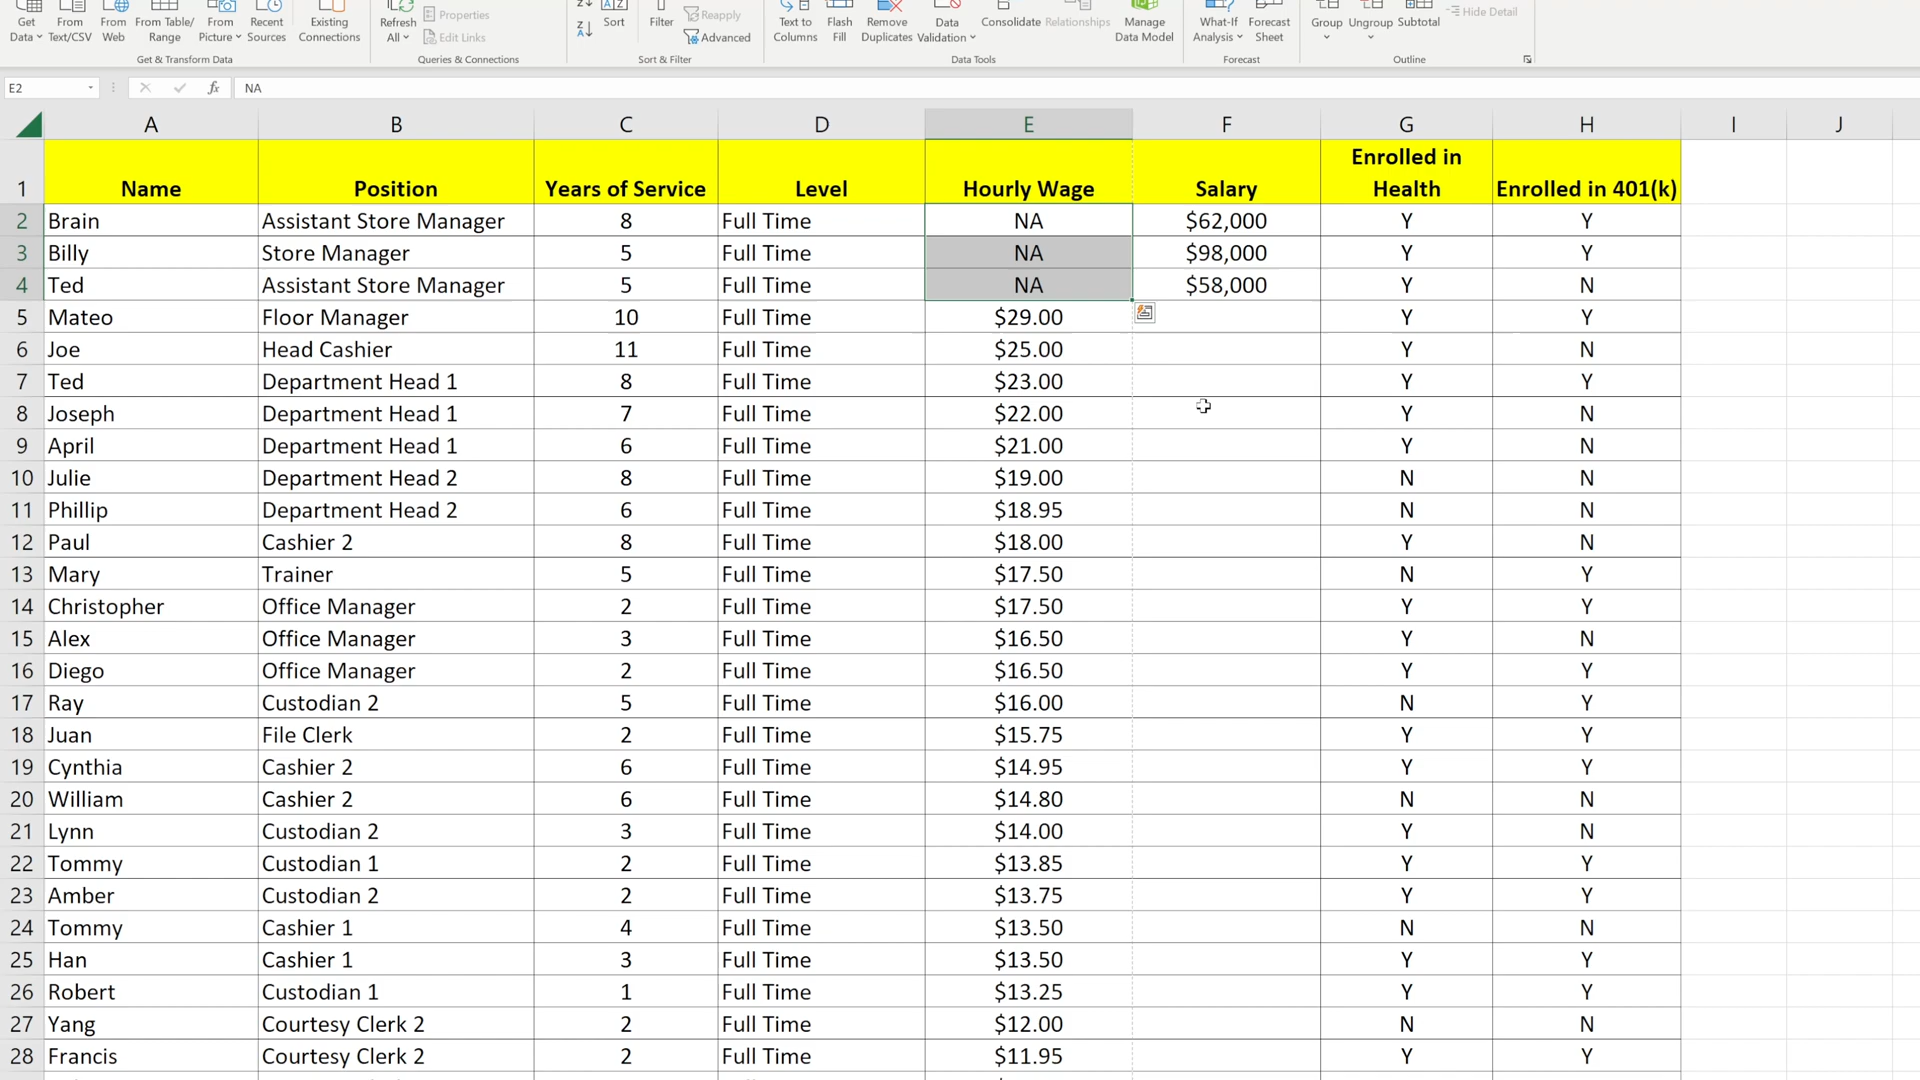 Get Data From Text/CSV From Web From Table/ Range From Picture Recent Sources Existing Connections
Get & Transform Data
Refresh All Properties Edit Links
Queries & Connections
Sort Filter Reapply Advanced
Sort & Filter
Text to Columns Flash Fill Remove Duplicates Data Validation Consolidate Relationships Manage Data Model
Data Tools
What-If Analysis Forecast Sheet
Forecast
Group Ungroup Subtotal Hide Detail
Outline
E2 fx NA
A B C D E F G H I J
1 Name Position Years of Service Level Hourly Wage Salary Enrolled in Health Enrolled in 401(k)
2 Brain Assistant Store Manager 8 Full Time NA $62,000 Y Y
3 Billy Store Manager 5 Full Time NA $98,000 Y Y
4 Ted Assistant Store Manager 5 Full Time NA $58,000 Y N
5 Mateo Floor Manager 10 Full Time $29.00 Y Y
6 Joe Head Cashier 11 Full Time $25.00 Y N
7 Ted Department Head 1 8 Full Time $23.00 Y Y
8 Joseph Department Head 1 7 Full Time $22.00 Y N
9 April Department Head 1 6 Full Time $21.00 Y N
10 Julie Department Head 2 8 Full Time $19.00 N N
11 Phillip Department Head 2 6 Full Time $18.95 N N
12 Paul Cashier 2 8 Full Time $18.00 Y N
13 Mary Trainer 5 Full Time $17.50 N Y
14 Christopher Office Manager 2 Full Time $17.50 Y Y
15 Alex Office Manager 3 Full Time $16.50 Y N
16 Diego Office Manager 2 Full Time $16.50 Y Y
17 Ray Custodian 2 5 Full Time $16.00 N Y
18 Juan File Clerk 2 Full Time $15.75 Y Y
19 Cynthia Cashier 2 6 Full Time $14.95 Y Y
20 William Cashier 2 6 Full Time $14.80 N N
21 Lynn Custodian 2 3 Full Time $14.00 Y N
22 Tommy Custodian 1 2 Full Time $13.85 Y Y
23 Amber Custodian 2 2 Full Time $13.75 Y Y
24 Tommy Cashier 1 4 Full Time $13.50 N N
25 Han Cashier 1 3 Full Time $13.50 Y Y
26 Robert Custodian 1 1 Full Time $13.25 Y Y
27 Yang Courtesy Clerk 2 2 Full Time $12.00 N N
28 Francis Courtesy Clerk 2 2 Full Time $11.95 Y Y